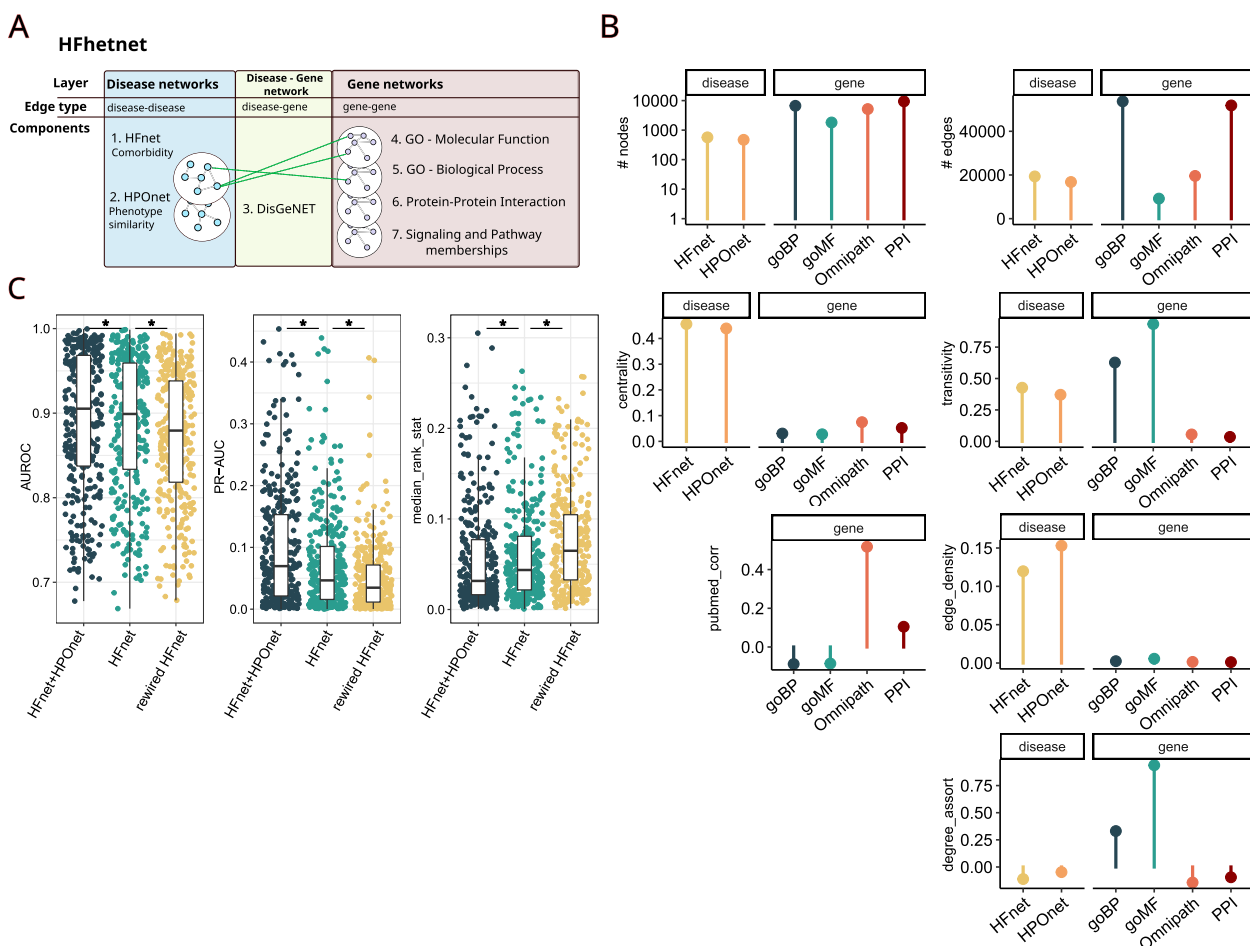 A
HFhetnet
Layer
Disease networks
Disease - Gene
network
Gene networks
Edge type
disease-disease
disease-gene
gene-gene
Components
1. HFnet
Comorbidity
2. HPOnet
Phenotype
similarity
3. DisGeNET
4. GO - Molecular Function
5. GO - Biological Process
6. Protein-Protein Interaction
7. Signaling and Pathway
memberships
B
disease
gene
# nodes
10000
1000
100
10
1
HFnet
HPOnet
goBP
goMF
Omnipath
PPI
disease
gene
# edges
40000
20000
0
HFnet
HPOnet
goBP
goMF
Omnipath
PPI
disease
gene
centrality
0.4
0.3
0.2
0.1
0.0
HFnet
HPOnet
goBP
goMF
Omnipath
PPI
disease
gene
transitivity
0.75
0.50
0.25
0.00
HFnet
HPOnet
goBP
goMF
Omnipath
PPI
gene
pubmed_corr
0.4
0.2
0.0
goBP
goMF
Omnipath
PPI
disease
gene
edge_density
0.15
0.10
0.05
0.00
HFnet
HPOnet
goBP
goMF
Omnipath
PPI
disease
gene
degree_assort
0.75
0.50
0.25
0.00
HFnet
HPOnet
goBP
goMF
Omnipath
PPI
C
AUROC
1.0
0.9
0.8
0.7
* *
HFnet+HPOnet
HFnet
rewired HFnet
PR−AUC
0.4
0.3
0.2
0.1
0.0
* *
HFnet+HPOnet
HFnet
rewired HFnet
median_rank_stat
0.3
0.2
0.1
0.0
* *
HFnet+HPOnet
HFnet
rewired HFnet